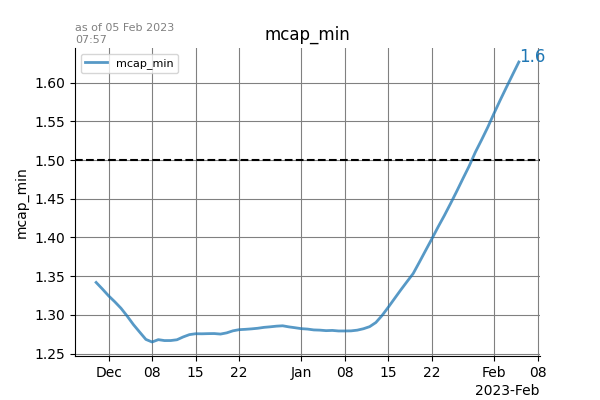 as of 05 Feb 2023
07:57
mcap_min
mcap_min
1.6
1.60
1.55
1.50
1.45
1.40
1.35
1.30
1.25
mcap_min
Dec 08 15 22 Jan 08 15 22 Feb 08
2023-Feb